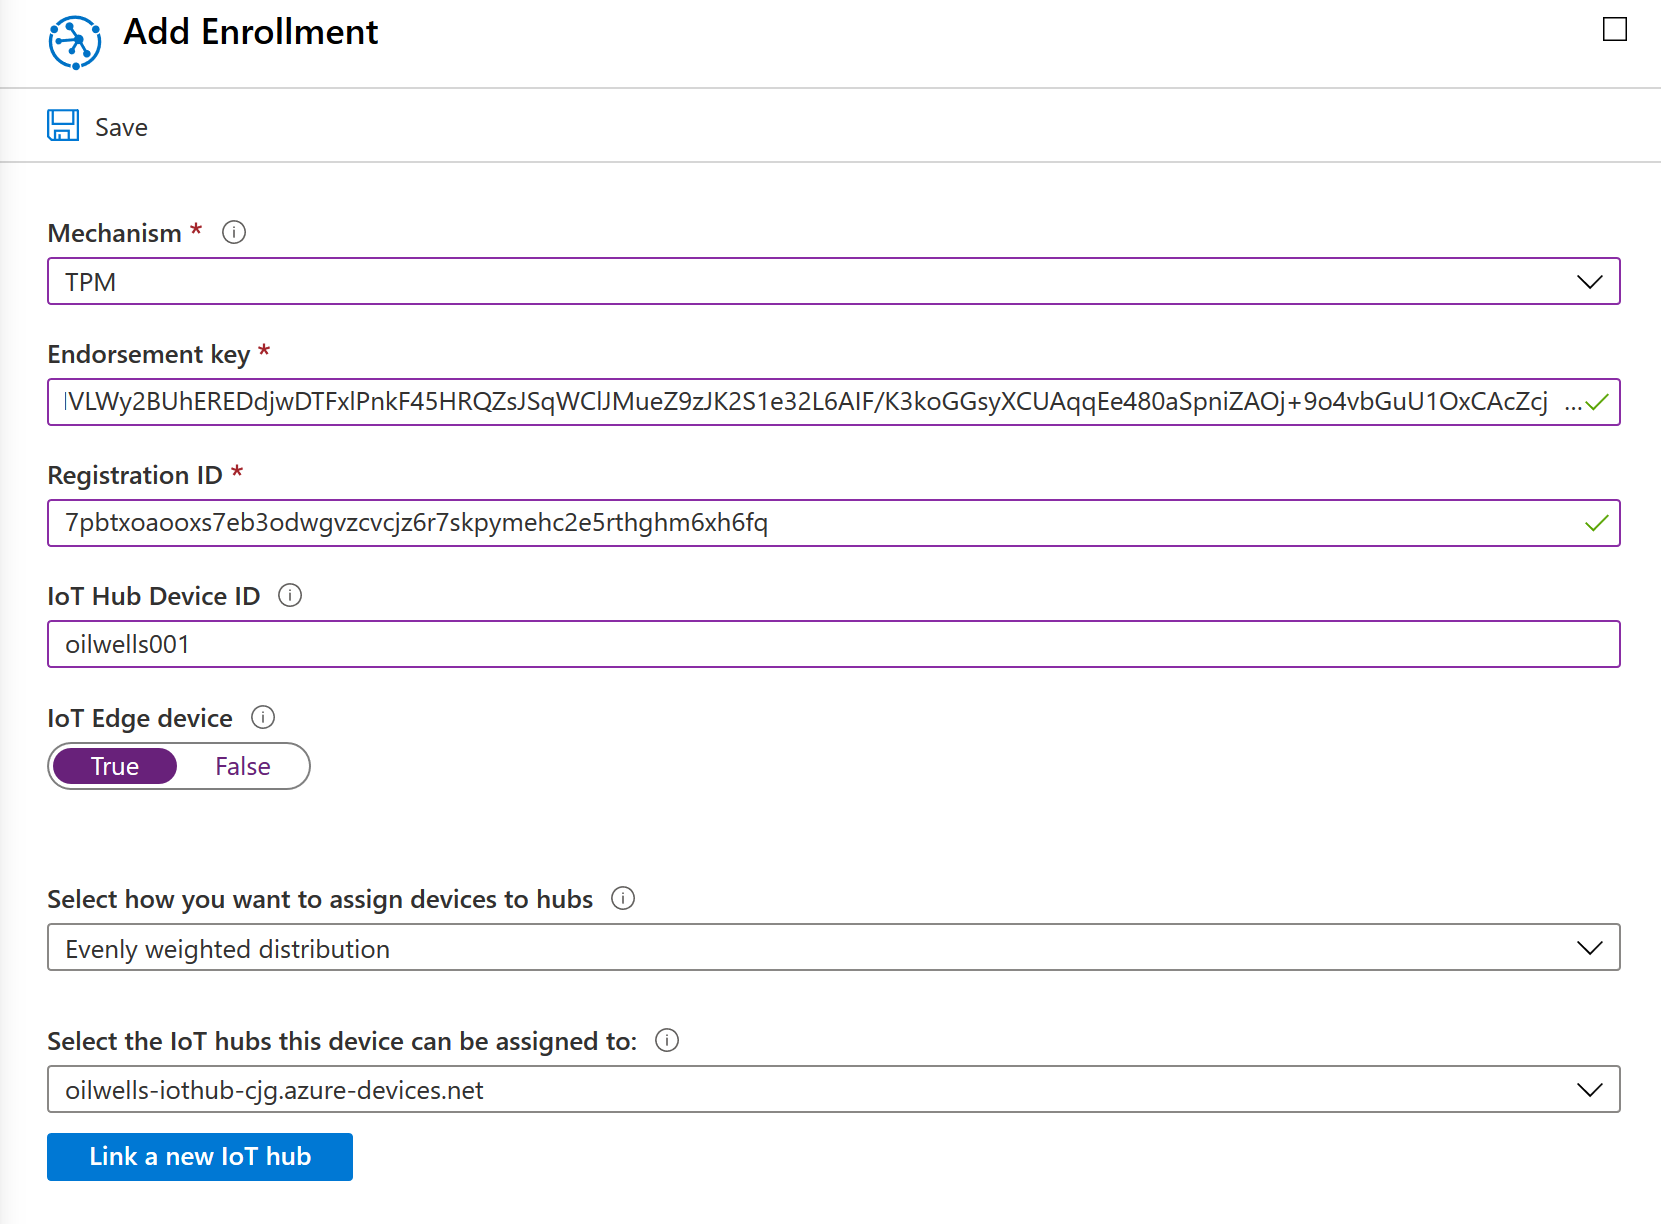 Add Enrollment
Save
Mechanism *
TPM
Endorsement key *
lVLWy2BUhEREDdjwDTFxlPnkF45HRQZsJSqWClJMueZ9zJK2S1e32L6AIF/K3koGGsyXCUAqqEe480aSpniZAOj+9o4vbGuU1OxCAcZcj ...
Registration ID *
7pbtxoaooxs7eb3odwgvzcvcjz6r7skpymehc2e5rthghm6xh6fq
IoT Hub Device ID
oilwells001
IoT Edge device
True False
Select how you want to assign devices to hubs
Evenly weighted distribution
Select the IoT hubs this device can be assigned to:
oilwells-iothub-cjg.azure-devices.net
Link a new IoT hub